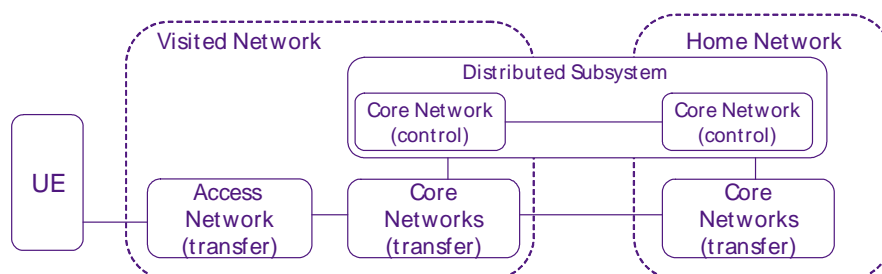 Visited Network
Home Network
Distributed Subsystem
Core Network
(control)
Core Network
(control)
UE
Access
Network
(transfer)
Core
Networks
(transfer)
Core
Networks
(transfer)